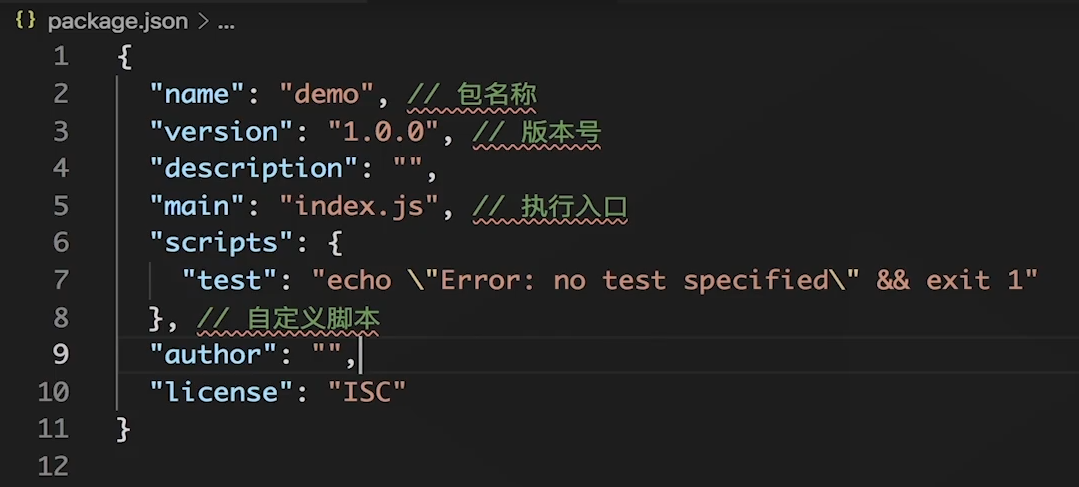 {} package.json > ...
1 {
2 "name": "demo", // 包名称
3 "version": "1.0.0", // 版本号
4 "description": "",
5 "main": "index.js", // 执行入口
6 "scripts": {
7 "test": "echo \"Error: no test specified\" && exit 1"
8 }, // 自定义脚本
9 "author": "",
10 "license": "ISC"
11 }
12